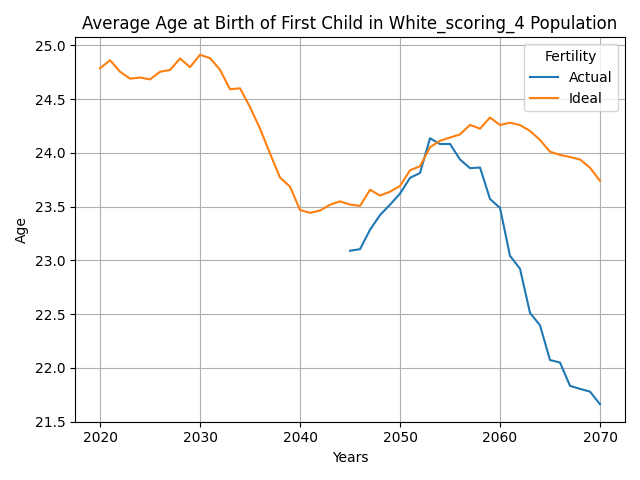 Average Age at Birth of First Child in White_scoring_4 Population
Fertility
Actual
Ideal
Age
25.0
24.5
24.0
23.5
23.0
22.5
22.0
21.5
2020 2030 2040 2050 2060 2070
Years